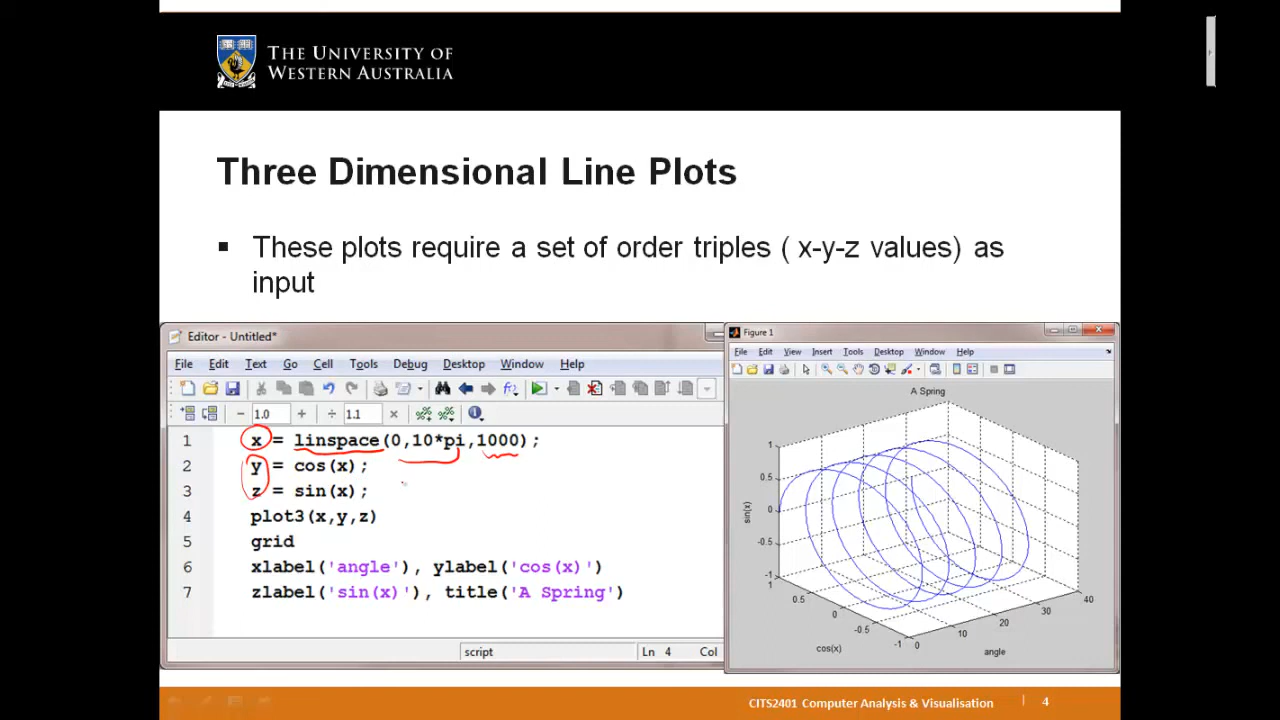 THE UNIVERSITY OF
WESTERN AUSTRALIA
Three Dimensional Line Plots
▪ These plots require a set of order triples ( x-y-z values) as
input
Editor - Untitled*
File Edit Text Go Cell Tools Debug Desktop Window Help
1.0 1.1
1 x = linspace(0,10*pi,1000);
2 y = cos(x);
3 z = sin(x);
4 plot3(x,y,z)
5 grid
6 xlabel('angle'), ylabel('cos(x)')
7 zlabel('sin(x)'), title('A Spring')
script Ln 4 Col
Figure 1
File Edit View Insert Tools Desktop Window Help
A Spring
1
0.5
0
-0.5
-1
sin(x)
1
0.5
0
-0.5
-1
cos(x)
0
10
20
30
40
angle
CITS2401 Computer Analysis & Visualisation 4